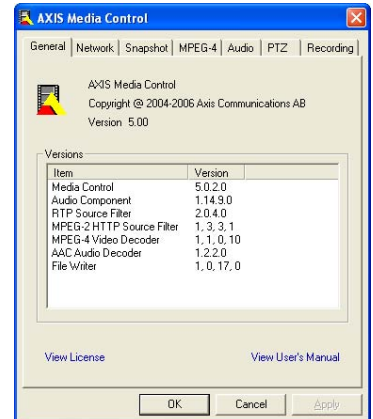 AXIS Media Control
General Network Snapshot MPEG-4 Audio PTZ Recording
AXIS Media Control
Copyright @ 2004-2006 Axis Communications AB
Version 5.00
Versions
Item Version
Media Control 5.0.2.0
Audio Component 1.14.9.0
RTP Source Filter 2.0.4.0
MPEG-2 HTTP Source Filter 1, 3, 3, 1
MPEG-4 Video Decoder 1, 1, 0, 10
AAC Audio Decoder 1.2.2.0
File Writer 1, 0, 17, 0
View License View User's Manual
OK Cancel Apply